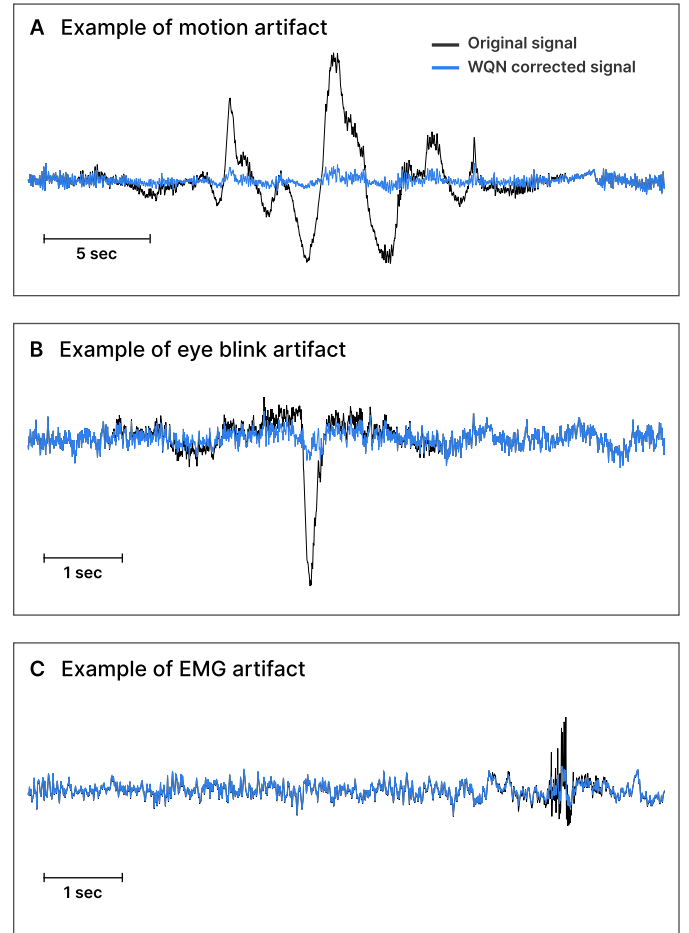 A Example of motion artifact
Original signal
WQN corrected signal
5 sec
B Example of eye blink artifact
1 sec
C Example of EMG artifact
1 sec